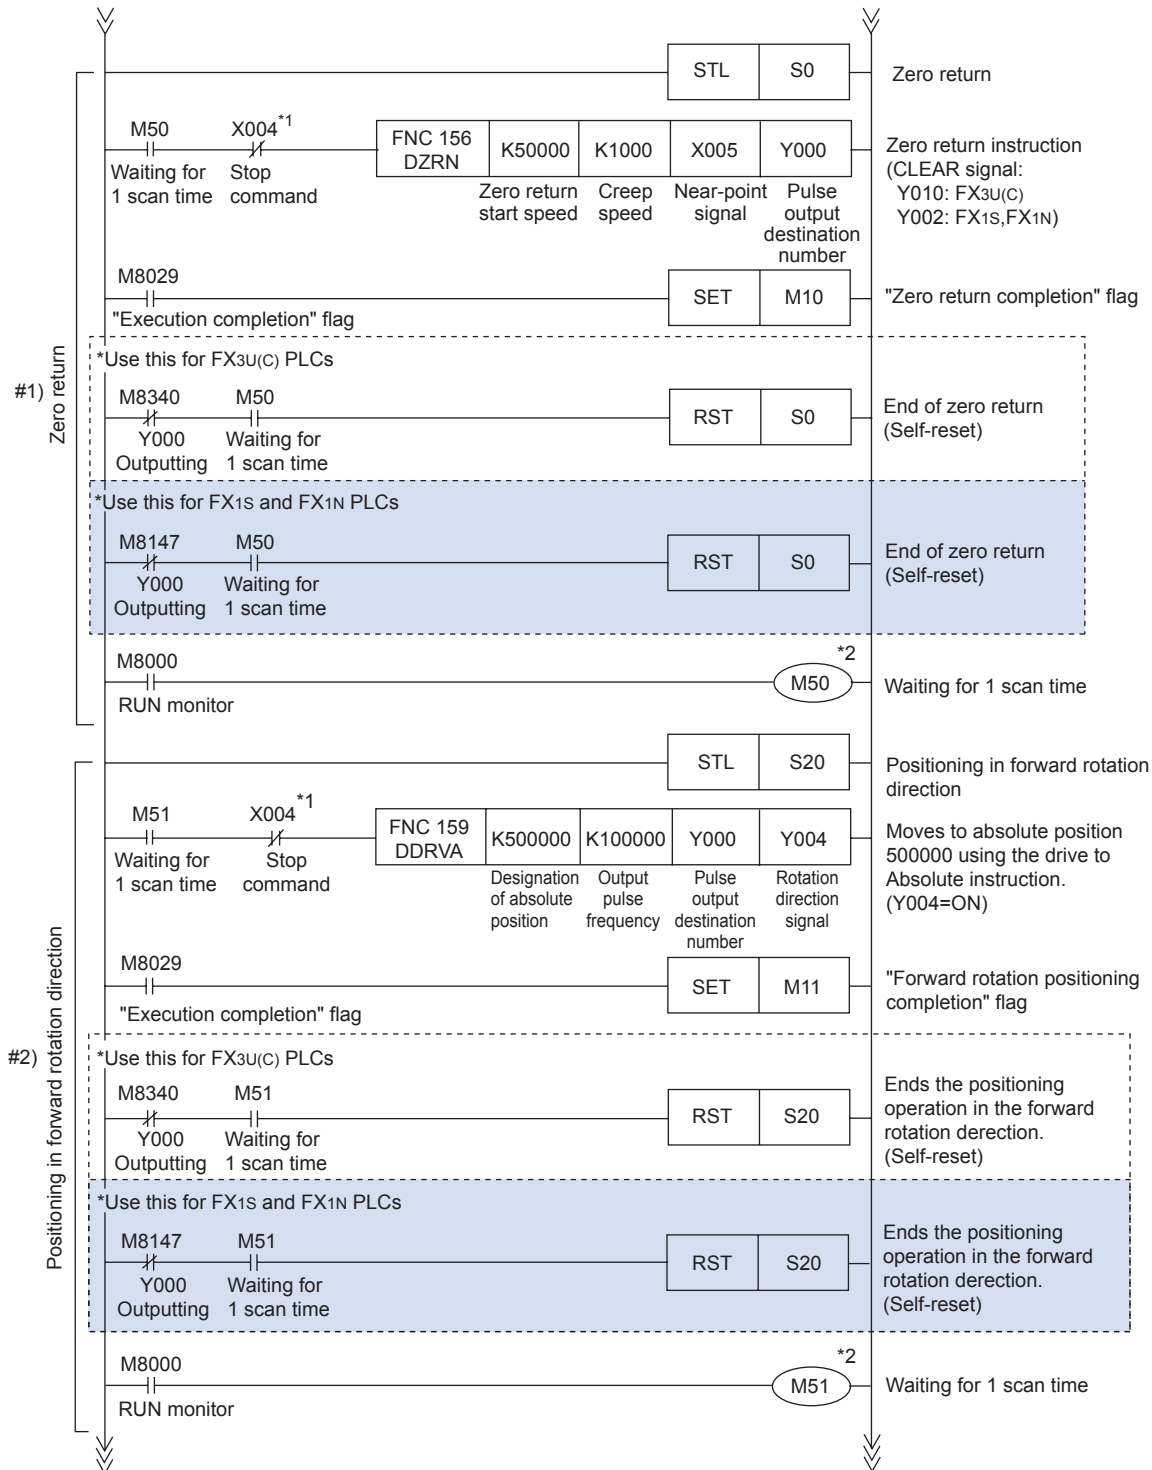 STL S0 Zero return
M50 X004 *1 FNC 156 DZRN K50000 K1000 X005 Y000
Waiting for 1 scan time
Stop command
Zero return start speed
Creep speed
Near-point signal
Pulse output destination number
Zero return instruction
(CLEAR signal:
Y010: FX3U(C)
Y002: FX1S,FX1N)
M8029 SET M10 "Zero return completion" flag
"Execution completion" flag
#1) Zero return
*Use this for FX3U(C) PLCs
M8340 M50 RST S0
Y000 Outputting
Waiting for 1 scan time
End of zero return
(Self-reset)
*Use this for FX1S and FX1N PLCs
M8147 M50 RST S0
Y000 Outputting
Waiting for 1 scan time
End of zero return
(Self-reset)
M8000 *2 M50 Waiting for 1 scan time
RUN monitor
STL S20
Positioning in forward rotation
direction
M51 X004 *1 FNC 159 DDRVA K500000 K100000 Y000 Y004
Waiting for 1 scan time
Stop command
Designation of absolute position
Output pulse frequency
Pulse output destination number
Rotation direction signal
Moves to absolute position
500000 using the drive to
Absolute instruction.
(Y004=ON)
M8029 SET M11
"Execution completion" flag
"Forward rotation positioning
completion" flag
#2) Positioning in forward rotation direction
*Use this for FX3U(C) PLCs
M8340 M51 RST S20
Y000 Outputting
Waiting for 1 scan time
Ends the positioning
operation in the forward
rotation derection.
(Self-reset)
*Use this for FX1S and FX1N PLCs
M8147 M51 RST S20
Y000 Outputting
Waiting for 1 scan time
Ends the positioning
operation in the forward
rotation derection.
(Self-reset)
M8000 *2 M51 Waiting for 1 scan time
RUN monitor